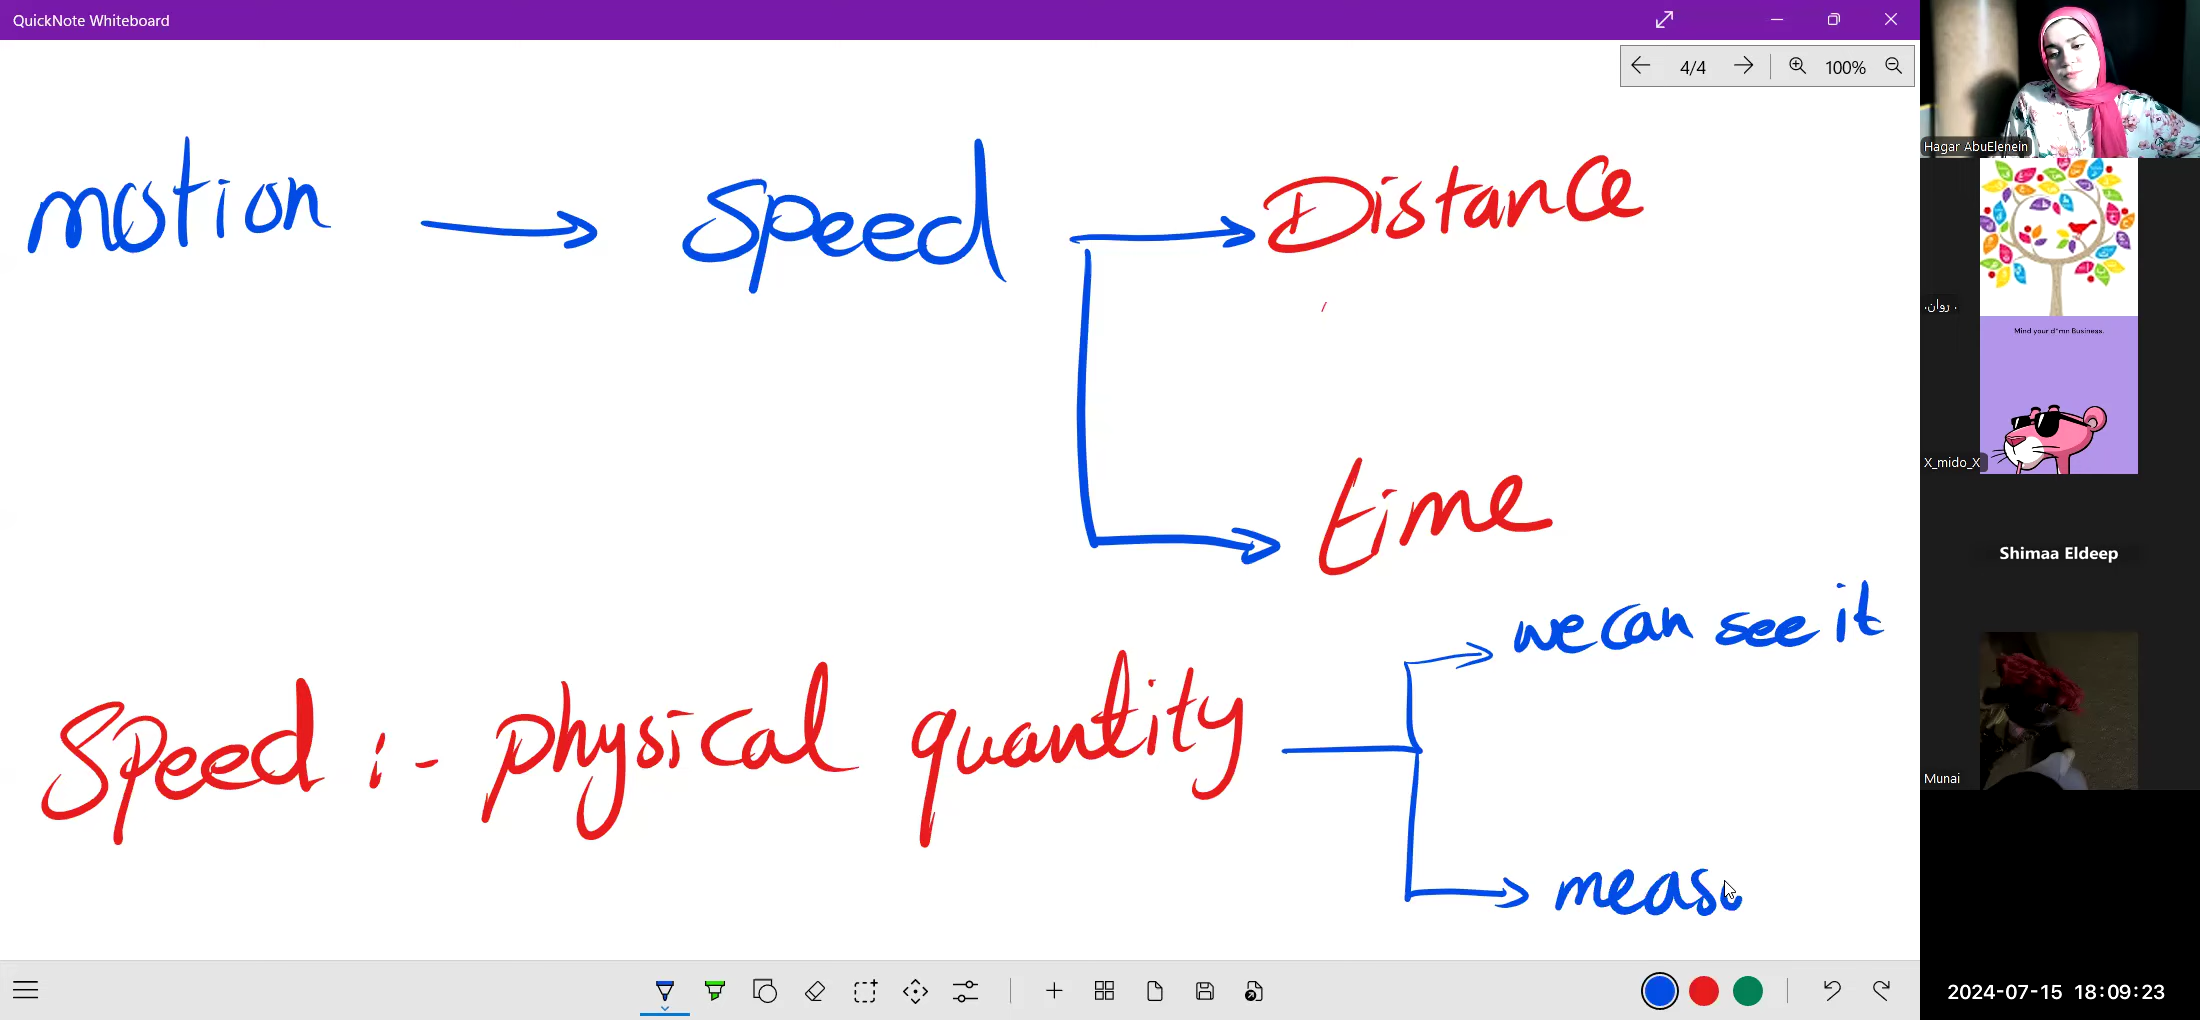 QuickNote Whiteboard
4/4 100%
motion → speed → Distance
time
we can see it
Speed :- physical quantity
measu
Hagar AbuElenein
. روان.
Mind your d*mn Business.
X_mido_X
Shimaa Eldeep
Munai
2024-07-15 18:09:23